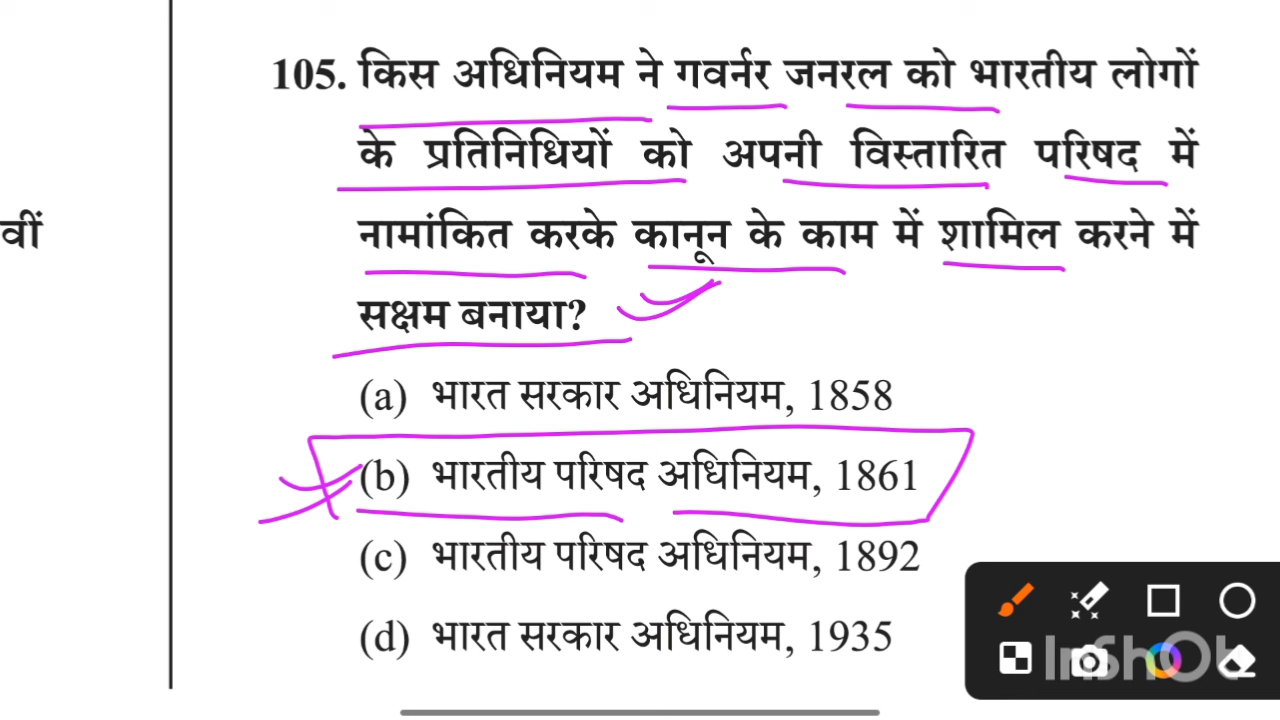 105. किस अधिनियम ने गवर्नर जनरल को भारतीय लोगों
के प्रतिनिधियों को अपनी विस्तारित परिषद में
वीं
नामांकित करके कानून के काम में शामिल करने में
सक्षम बनाया?
(a) भारत सरकार अधिनियम, 1858
(b) भारतीय परिषद अधिनियम, 1861
(c) भारतीय परिषद अधिनियम, 1892
(d) भारत सरकार अधिनियम, 1935
InShOt